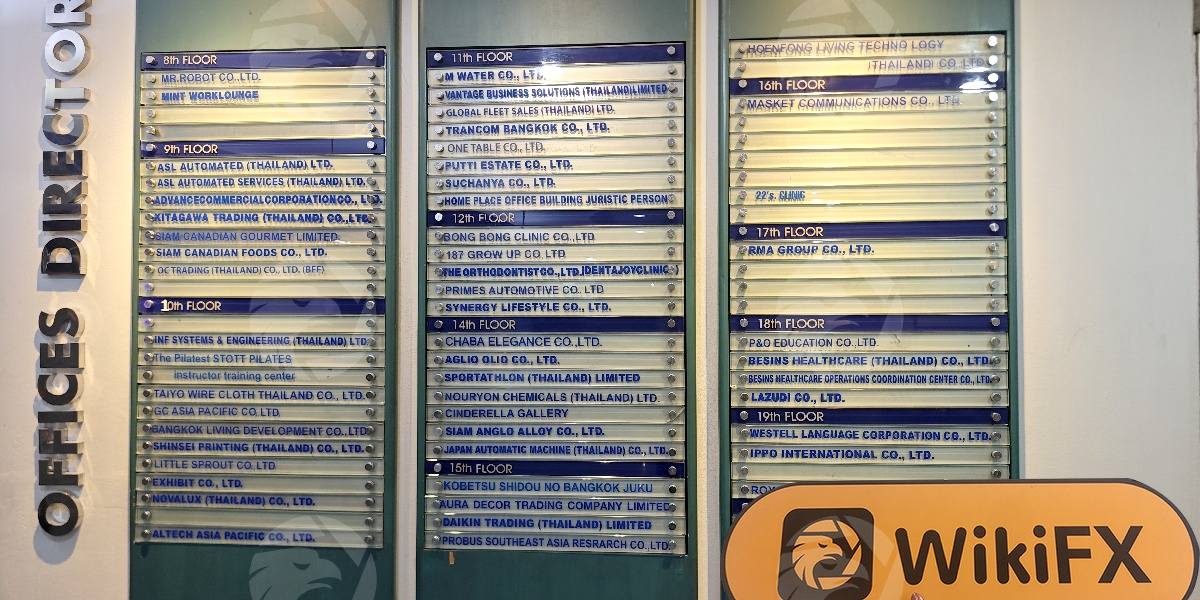 OFFICES DIRECTOR
8th FLOOR
MR.ROBOT CO.,LTD.
MINT WORKLOUNGE
9th FLOOR
ASL AUTOMATED (THAILAND) LTD.
ASL AUTOMATED SERVICES (THAILAND) LTD.
ADVANCECOMMERCIALCORPORATIONCO., LTD.
KITAGAWA TRADING (THAILAND) CO., LTD.
SIAM CANADIAN GOURMET LIMITED
SIAM CANADIAN FOODS CO., LTD.
OC TRADING (THAILAND) CO., LTD. (BFF)
10th FLOOR
INF SYSTEMS & ENGINEERING (THAILAND) LTD.
The Pilatest STOTT PILATES
instructor training center
TAIYO WIRE CLOTH THAILAND CO., LTD.
GC ASIA PACIFIC CO.,LTD
BANGKOK LIVING DEVELOPMENT CO.,LTD
SHINSEI PRINTING (THAILAND) CO., LTD.
LITTLE SPROUT CO.,LTD
EXHIBIT CO., LTD.
NOVALUX (THAILAND) CO., LTD.
ALTECH ASIA PACIFIC CO., LTD.
11th FLOOR
M WATER CO., LTD.
VANTAGE BUSINESS SOLUTIONS (THAILAND)LIMITED
GLOBAL FLEET SALES (THAILAND) LTD.
TRANCOM BANGKOK CO., LTD.
ONE TABLE CO., LTD.
PUTTI ESTATE CO., LTD.
SUCHANYA CO., LTD.
HOME PLACE OFFICE BUILDING JURISTIC PERSON
12th FLOOR
BONG BONG CLINIC CO.,LTD
187 GROW UP CO.,LTD
THE ORTHODONTIST CO.,LTD.(DENTAJOYCLINIC)
PRIMES AUTOMOTIVE CO., LTD
SYNERGY LIFESTYLE CO., LTD.
14th FLOOR
CHABA ELEGANCE CO.,LTD.
AGLIO OLIO CO., LTD.
SPORTATHLON (THAILAND) LIMITED
NOURYON CHEMICALS (THAILAND) LTD.
CINDERELLA GALLERY
SIAM ANGLO ALLOY CO., LTD.
JAPAN AUTOMATIC MACHINE (THAILAND) CO., LTD.
15th FLOOR
KOBETSU SHIDOU NO BANGKOK JUKU
AURA DECOR TRADING COMPANY LIMITED
DAIKIN TRADING (THAILAND) LIMITED
PROBUS SOUTHEAST ASIA RESRARCH CO.,LTD.
HOENFONG LIVING TECHNO LOGY
(THAILAND) CO., LTD.
16th FLOOR
MASKET COMMUNICATIONS CO., LTD.
22's. CLINIC
17th FLOOR
RMA GROUP CO., LTD.
18th FLOOR
P&O EDUCATION CO.,LTD.
BESINS HEALTHCARE (THAILAND) CO., LTD.
BESINS HEALTHCARE OPERATIONS COORDINATION CENTER CO., LTD.
LAZUDI CO., LTD.
19th FLOOR
WESTELL LANGUAGE CORPORATION CO., LTD.
IPPO INTERNATIONAL CO., LTD.
ROX
WikiFX